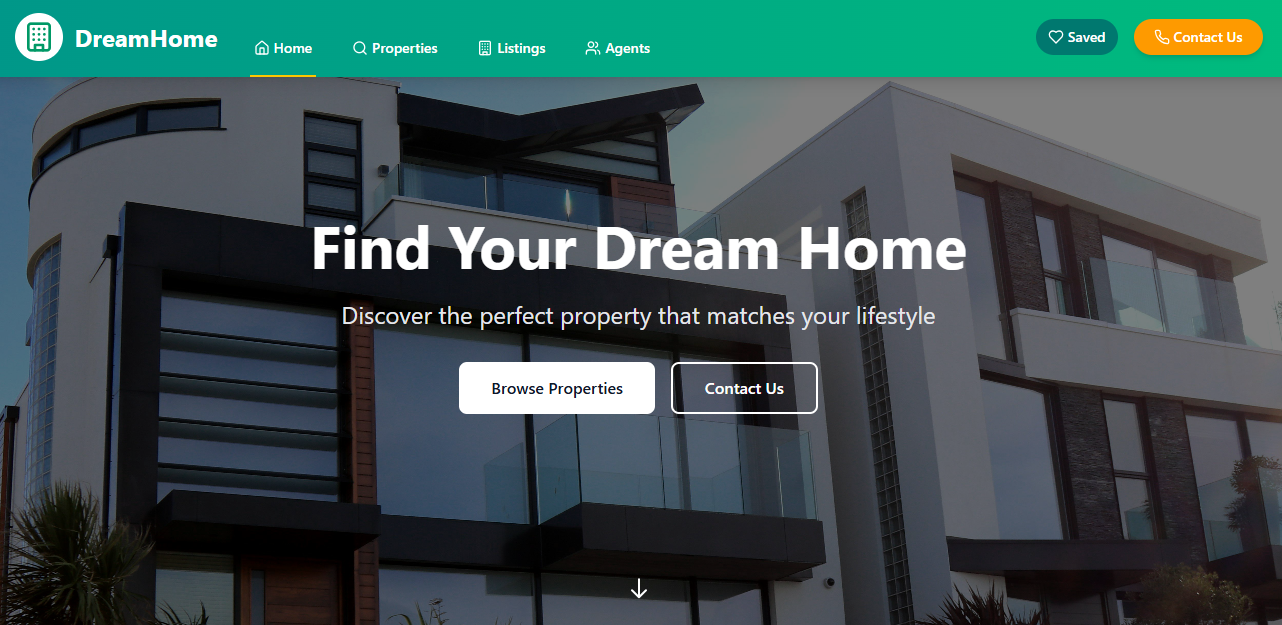 DreamHome
Home
Properties
Listings
Agents
Saved
Contact Us
Find Your Dream Home
Discover the perfect property that matches your lifestyle
Browse Properties
Contact Us